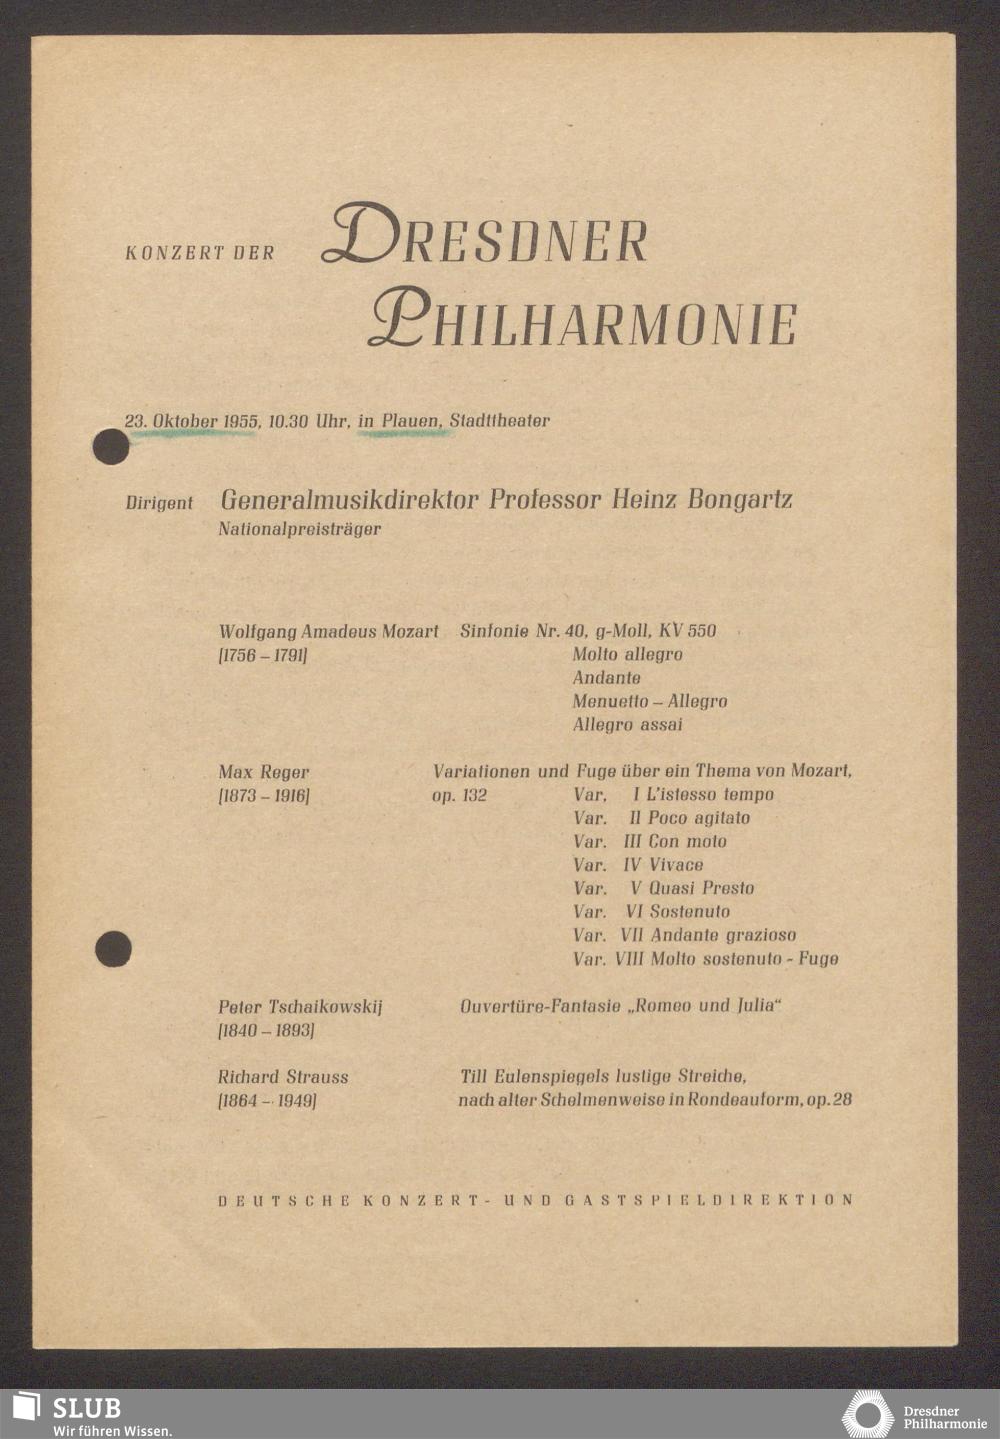 KONZERT DER DRESDNER
PHILHARMONIE
23. Oktober 1955, 10.30 Uhr, in Plauen, Stadttheater
Dirigent Generalmusikdirektor Professor Heinz Bongartz
Nationalpreisträger
Wolfgang Amadeus Mozart Sinfonie Nr. 40, g-Moll, KV 550
(1756 – 1791) Molto allegro
Andante
Menuetto – Allegro
Allegro assai
Max Reger Variationen und Fuge über ein Thema von Mozart,
(1873 – 1916) op. 132 Var. I L'istesso tempo
Var. II Poco agitato
Var. III Con moto
Var. IV Vivace
Var. V Quasi Presto
Var. VI Sostenuto
Var. VII Andante grazioso
Var. VIII Molto sostenuto - Fuge
Peter Tschaikowskij Ouvertüre-Fantasie „Romeo und Julia“
(1840 – 1893)
Richard Strauss Till Eulenspiegels lustige Streiche,
(1864 – 1949) nach alter Schelmenweise in Rondeauform, op. 28
DEUTSCHE KONZERT- UND GASTSPIELDIREKTION
SLUB
Wir führen Wissen.
Dresdner
Philharmonie